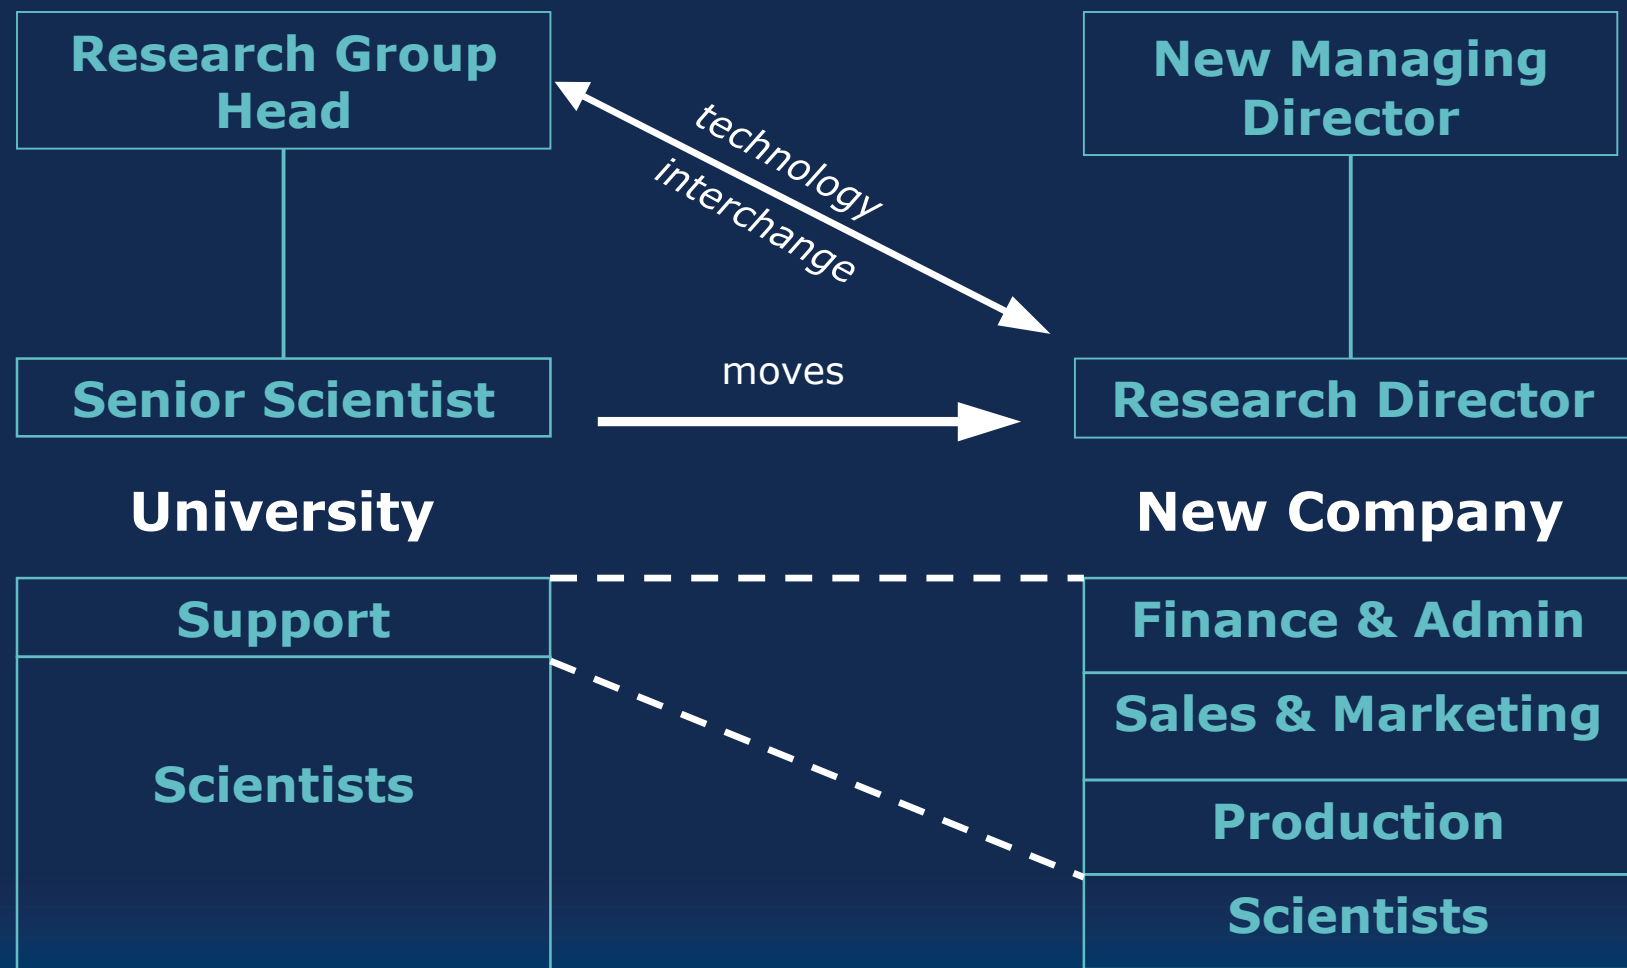 Research Group
Head
New Managing
Director
technology
interchange
moves
Senior Scientist
Research Director
University
New Company
Support
Scientists
Finance & Admin
Sales & Marketing
Production
Scientists